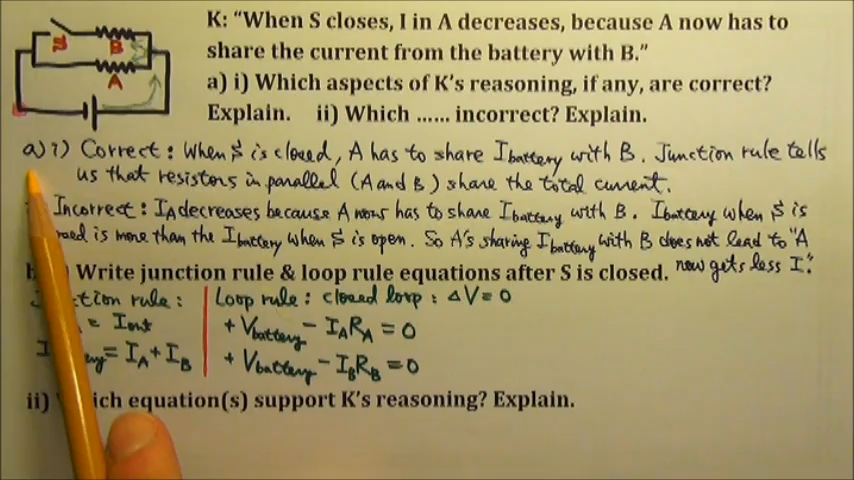 K: "When S closes, I in A decreases, because A now has to
share the current from the battery with B."
a) i) Which aspects of K's reasoning, if any, are correct?
Explain. ii) Which ...... incorrect? Explain.
S B
A
a) i) Correct: When S is closed, A has to share Ibattery with B. Junction rule tells
us that resistors in parallel (A and B) share the total current.
Incorrect: IA decreases because A now has to share Ibattery with B. Ibattery when S is
is more than the Ibattery when S is open. So A's sharing Ibattery with B does not lead to "A
now gets less I".
Write junction rule & loop rule equations after S is closed.
rule: Loop rule: closed loop: ΔV = 0
= Iout + Vbattery - IARA = 0
= IA + IB + Vbattery - IBRB = 0
ii) equation(s) support K's reasoning? Explain.